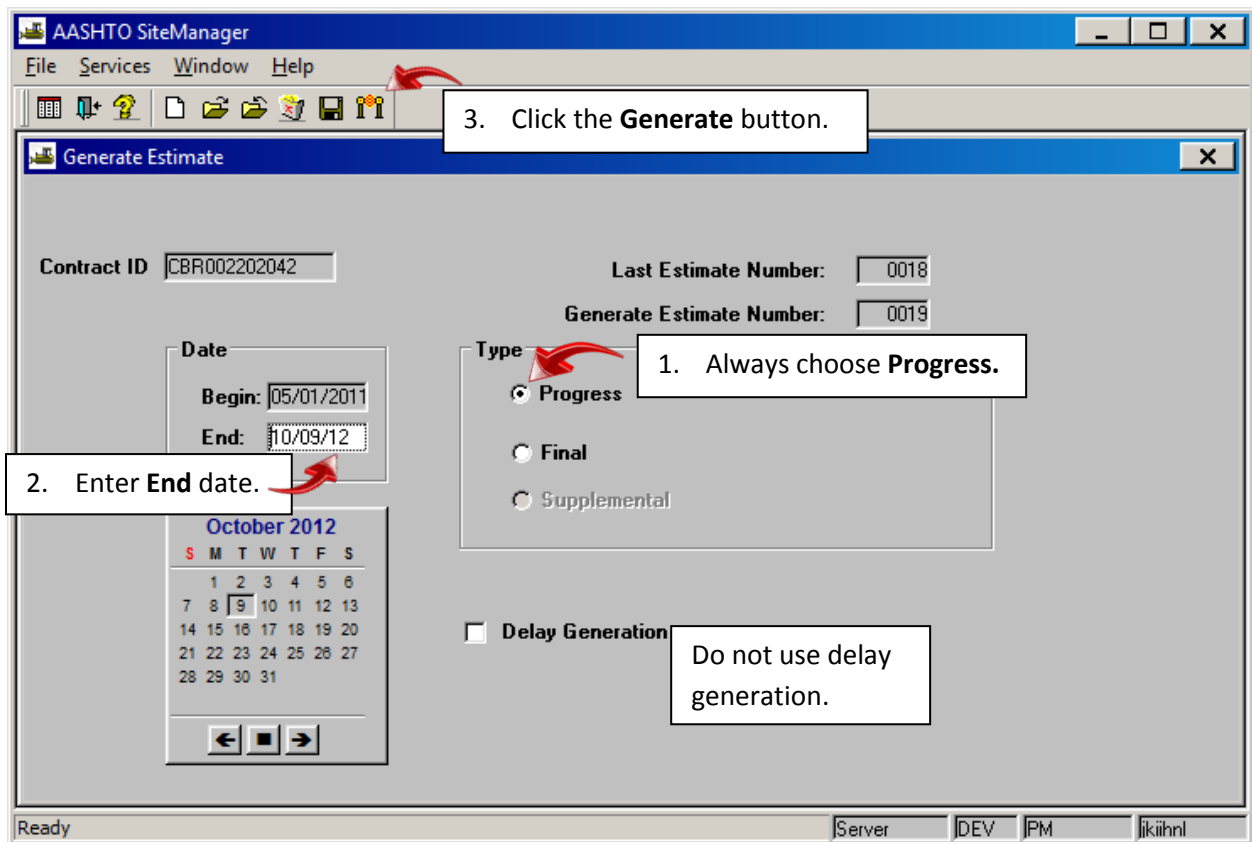 AASHTO SiteManager
File Services Window Help
3. Click the Generate button.
Generate Estimate
Contract ID CBR002202042
Last Estimate Number: 0018
Generate Estimate Number: 0019
Date
Begin: 05/01/2011
End: 10/09/12
2. Enter End date.
Type
1. Always choose Progress.
Progress
Final
Supplemental
October 2012
S M T W T F S
1 2 3 4 5 6
7 8 9 10 11 12 13
14 15 16 17 18 19 20
21 22 23 24 25 26 27
28 29 30 31
Delay Generation
Do not use delay
generation.
Ready
Server DEV PM jkiihnl